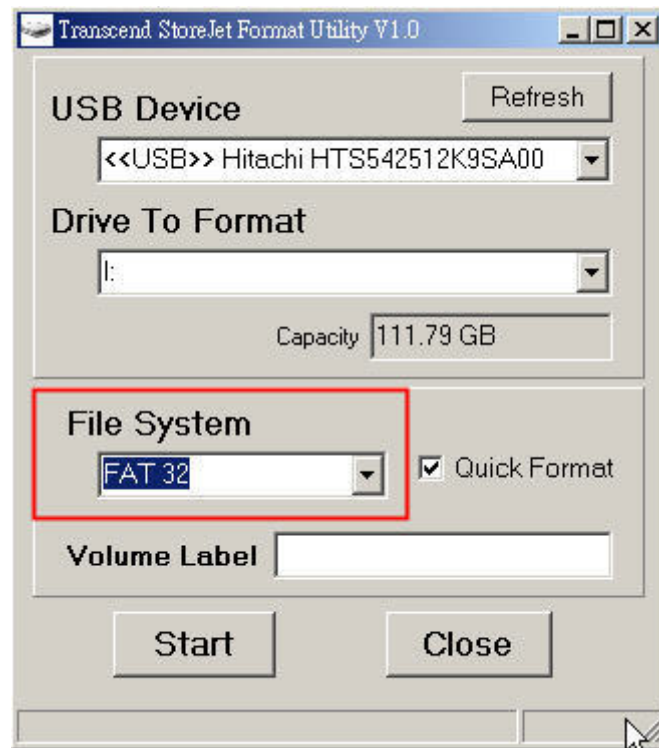 Transcend StoreJet Format Utility V1.0
USB Device
Refresh
<<USB>> Hitachi HTS542512K9SA00
Drive To Format
I:
Capacity 111.79 GB
File System
FAT 32
Quick Format
Volume Label
Start
Close